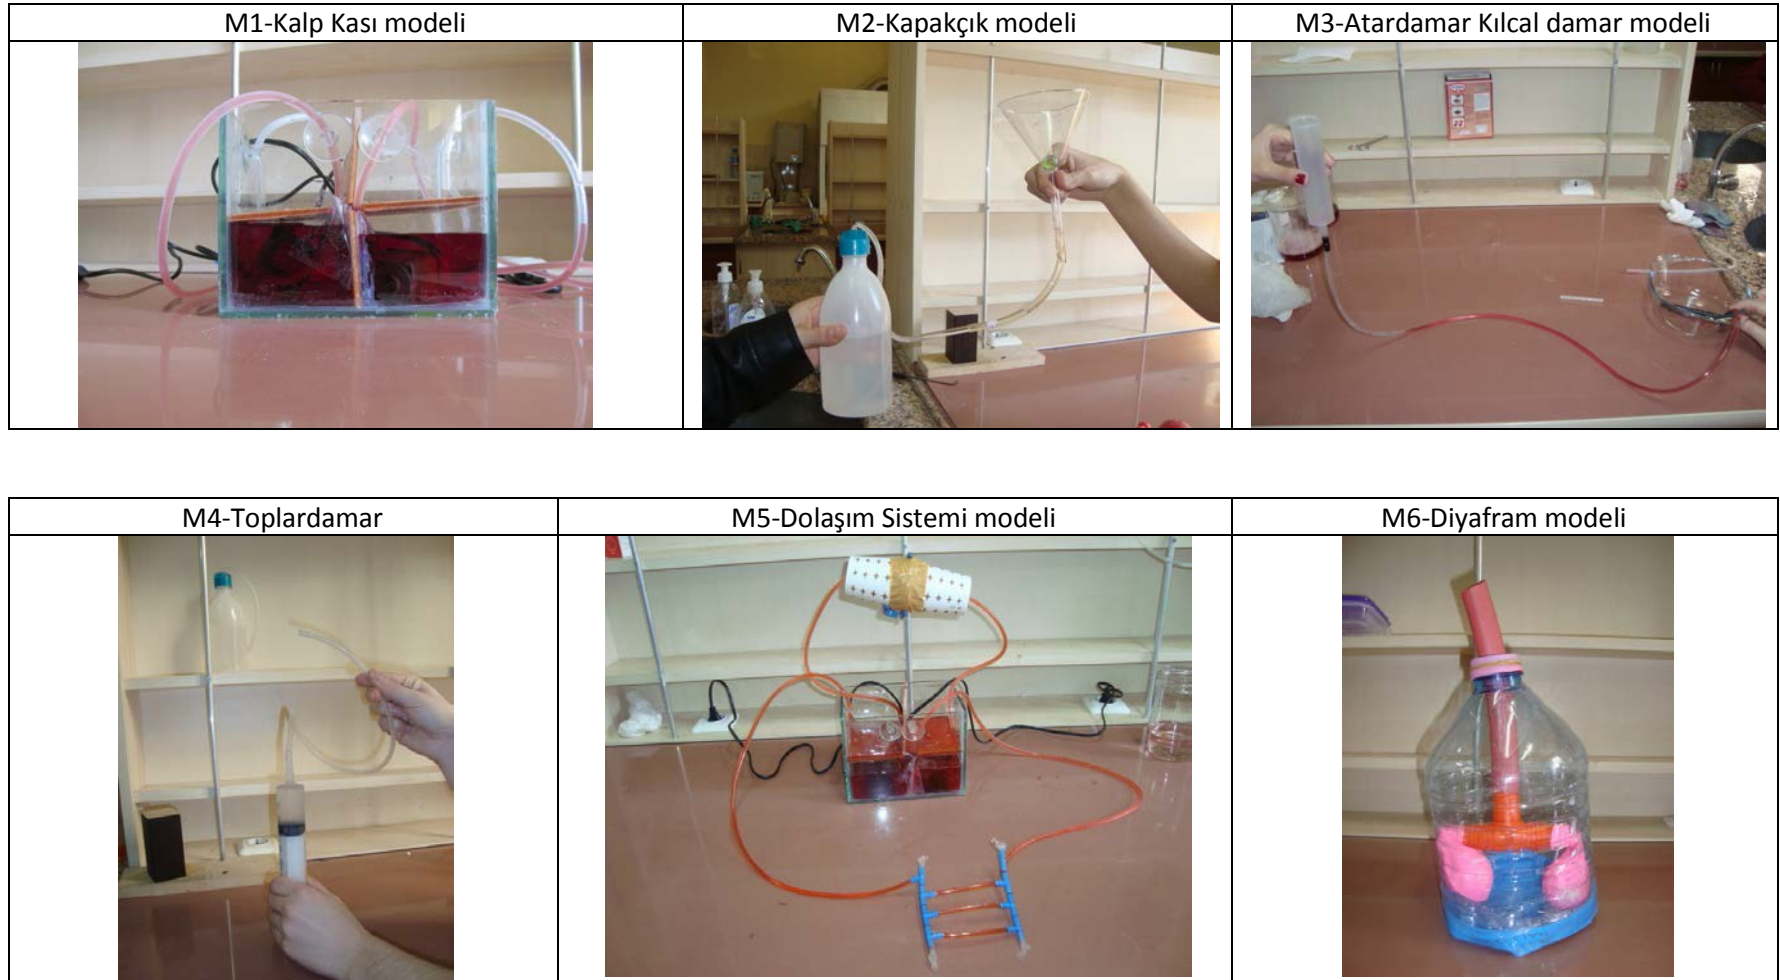 M1-Kalp Kası modeli
M2-Kapakçık modeli
M3-Atardamar Kılcal damar modeli
M4-Toplardamar
M5-Dolaşım Sistemi modeli
M6-Diyafram modeli